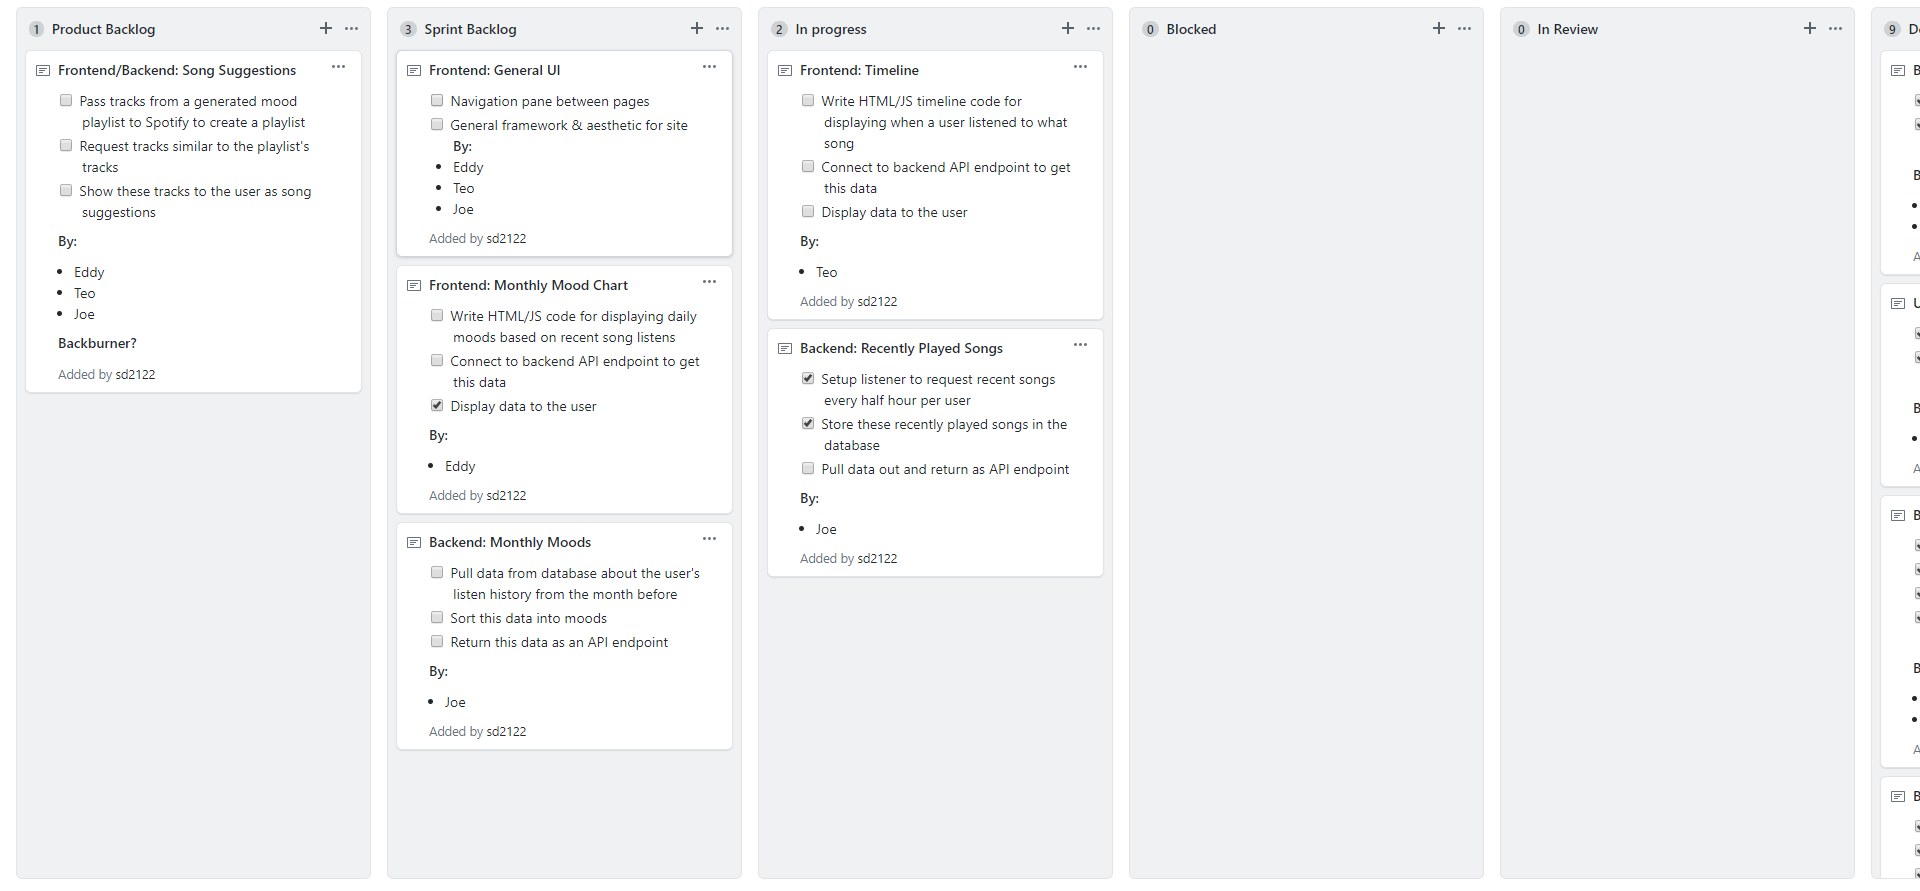 1 Product Backlog
Frontend/Backend: Song Suggestions
Pass tracks from a generated mood
playlist to Spotify to create a playlist
Request tracks similar to the playlist's
tracks
Show these tracks to the user as song
suggestions
By:
Eddy
Teo
Joe
Backburner?
Added by sd2122
3 Sprint Backlog
Frontend: General UI
Navigation pane between pages
General framework & aesthetic for site
By:
Eddy
Teo
Joe
Added by sd2122
Frontend: Monthly Mood Chart
Write HTML/JS code for displaying daily
moods based on recent song listens
Connect to backend API endpoint to get
this data
Display data to the user
By:
Eddy
Added by sd2122
Backend: Monthly Moods
Pull data from database about the user's
listen history from the month before
Sort this data into moods
Return this data as an API endpoint
By:
Joe
Added by sd2122
2 In progress
Frontend: Timeline
Write HTML/JS timeline code for
displaying when a user listened to what
song
Connect to backend API endpoint to get
this data
Display data to the user
By:
Teo
Added by sd2122
Backend: Recently Played Songs
Setup listener to request recent songs
every half hour per user
Store these recently played songs in the
database
Pull data out and return as API endpoint
By:
Joe
Added by sd2122
0 Blocked
0 In Review
9